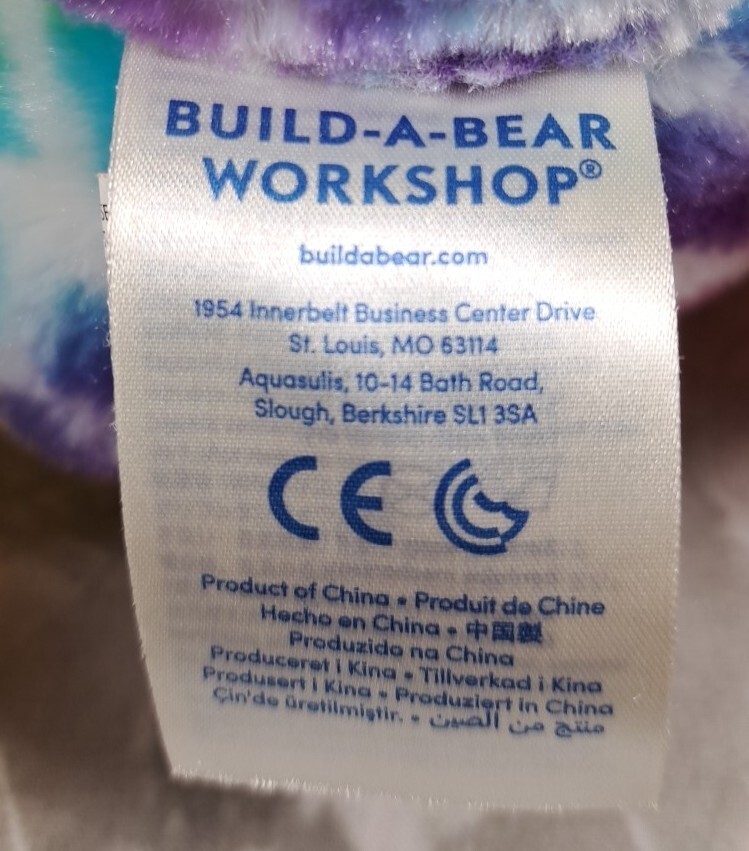 BUILD-A-BEAR
WORKSHOP®
buildabear.com
1954 Innerbelt Business Center Drive
St. Louis, MO 63114
Aquasulis, 10-14 Bath Road,
Slough, Berkshire SL1 3SA
CE
Product of China • Produit de Chine
Hecho en China • 中国製
Produzido na China
Produceret i Kina • Tillverkad i Kina
Produsert i Kina • Produziert in China
Çin'de üretilmiştir. • منتج من الصين